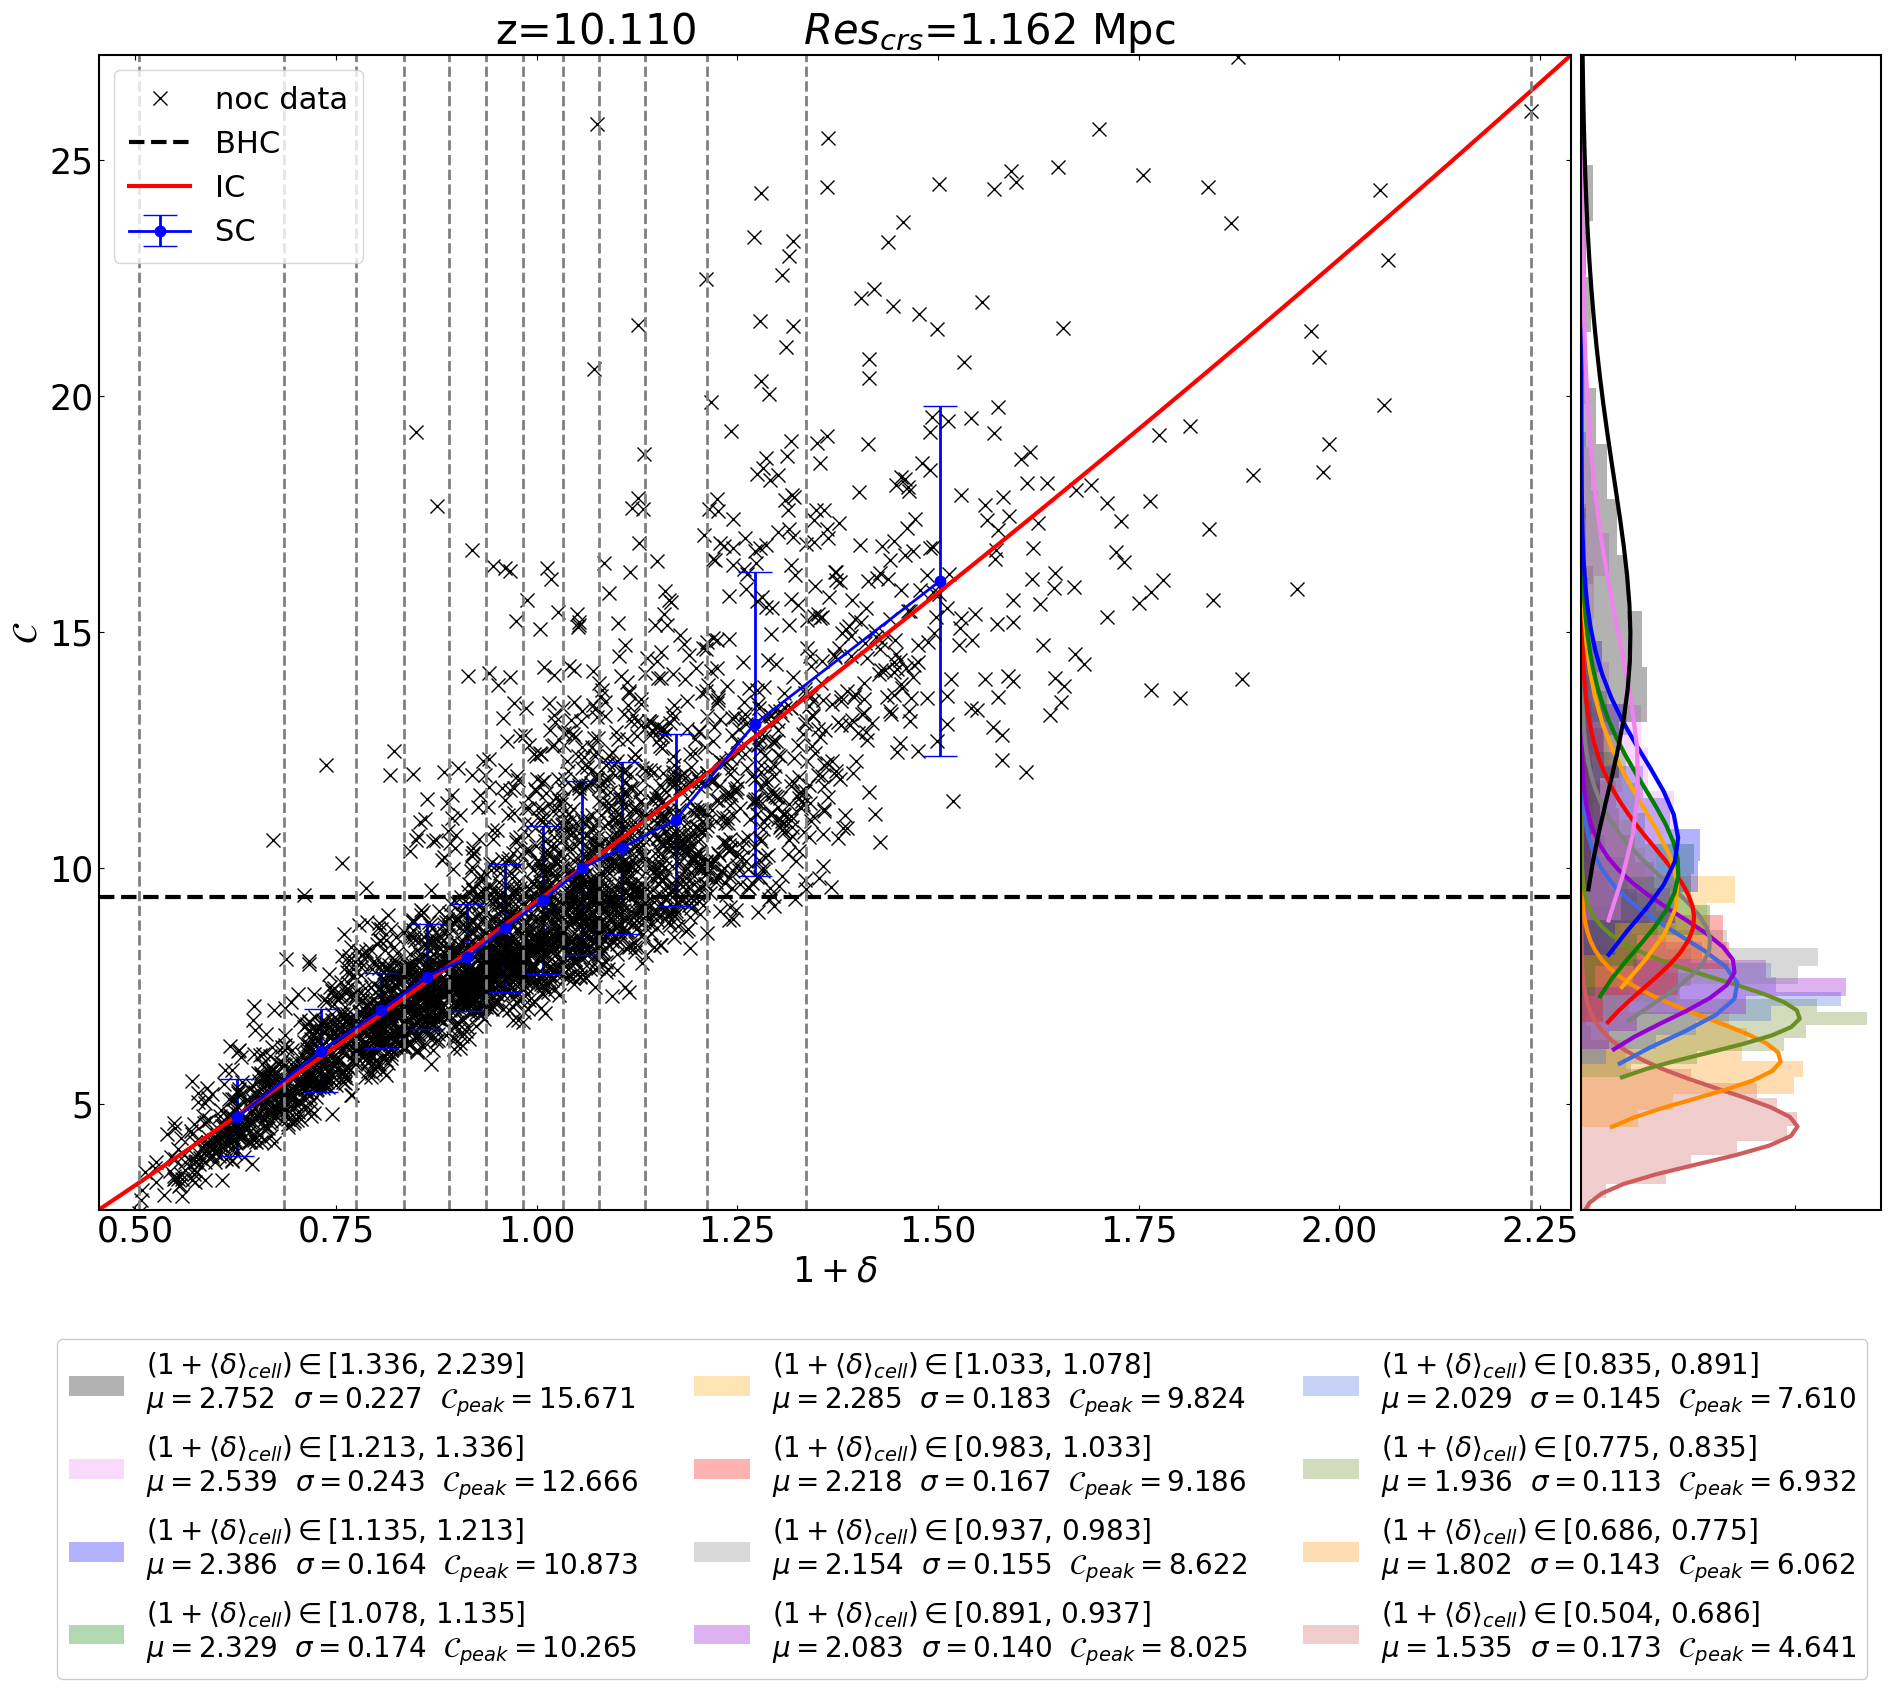 z=10.110 Res_crs=1.162 Mpc
noc data
BHC
IC
SC
25
20
15
10
5
𝒞
0.50 0.75 1.00 1.25 1.50 1.75 2.00 2.25
1 + δ
(1 + ⟨δ⟩_cell) ∈ [1.336, 2.239]
μ = 2.752 σ = 0.227 𝒞_peak = 15.671
(1 + ⟨δ⟩_cell) ∈ [1.213, 1.336]
μ = 2.539 σ = 0.243 𝒞_peak = 12.666
(1 + ⟨δ⟩_cell) ∈ [1.135, 1.213]
μ = 2.386 σ = 0.164 𝒞_peak = 10.873
(1 + ⟨δ⟩_cell) ∈ [1.078, 1.135]
μ = 2.329 σ = 0.174 𝒞_peak = 10.265
(1 + ⟨δ⟩_cell) ∈ [1.033, 1.078]
μ = 2.285 σ = 0.183 𝒞_peak = 9.824
(1 + ⟨δ⟩_cell) ∈ [0.983, 1.033]
μ = 2.218 σ = 0.167 𝒞_peak = 9.186
(1 + ⟨δ⟩_cell) ∈ [0.937, 0.983]
μ = 2.154 σ = 0.155 𝒞_peak = 8.622
(1 + ⟨δ⟩_cell) ∈ [0.891, 0.937]
μ = 2.083 σ = 0.140 𝒞_peak = 8.025
(1 + ⟨δ⟩_cell) ∈ [0.835, 0.891]
μ = 2.029 σ = 0.145 𝒞_peak = 7.610
(1 + ⟨δ⟩_cell) ∈ [0.775, 0.835]
μ = 1.936 σ = 0.113 𝒞_peak = 6.932
(1 + ⟨δ⟩_cell) ∈ [0.686, 0.775]
μ = 1.802 σ = 0.143 𝒞_peak = 6.062
(1 + ⟨δ⟩_cell) ∈ [0.504, 0.686]
μ = 1.535 σ = 0.173 𝒞_peak = 4.641